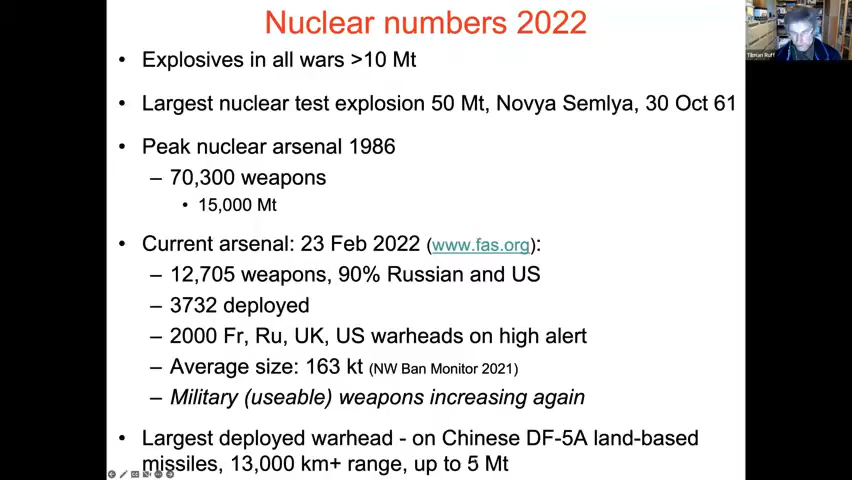 Nuclear numbers 2022
Tilman Ruff
• Explosives in all wars >10 Mt
• Largest nuclear test explosion 50 Mt, Novya Semlya, 30 Oct 61
• Peak nuclear arsenal 1986
– 70,300 weapons
• 15,000 Mt
• Current arsenal: 23 Feb 2022 (www.fas.org):
– 12,705 weapons, 90% Russian and US
– 3732 deployed
– 2000 Fr, Ru, UK, US warheads on high alert
– Average size: 163 kt (NW Ban Monitor 2021)
– Military (useable) weapons increasing again
• Largest deployed warhead - on Chinese DF-5A land-based
missiles, 13,000 km+ range, up to 5 Mt